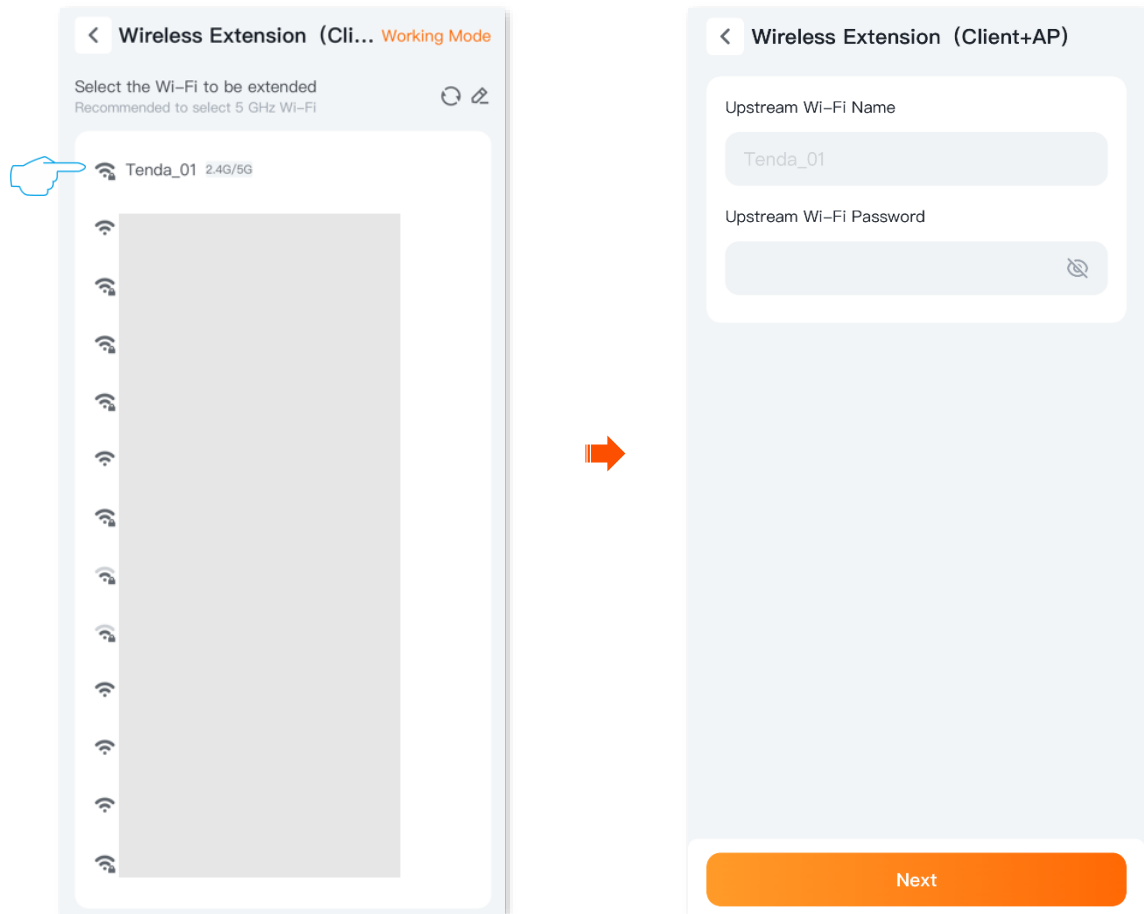 Wireless Extension（Cli... Working Mode
Select the Wi-Fi to be extended
Recommended to select 5 GHz Wi-Fi
Tenda_01 2.4G/5G
Wireless Extension（Client+AP）
Upstream Wi-Fi Name
Tenda_01
Upstream Wi-Fi Password
Next